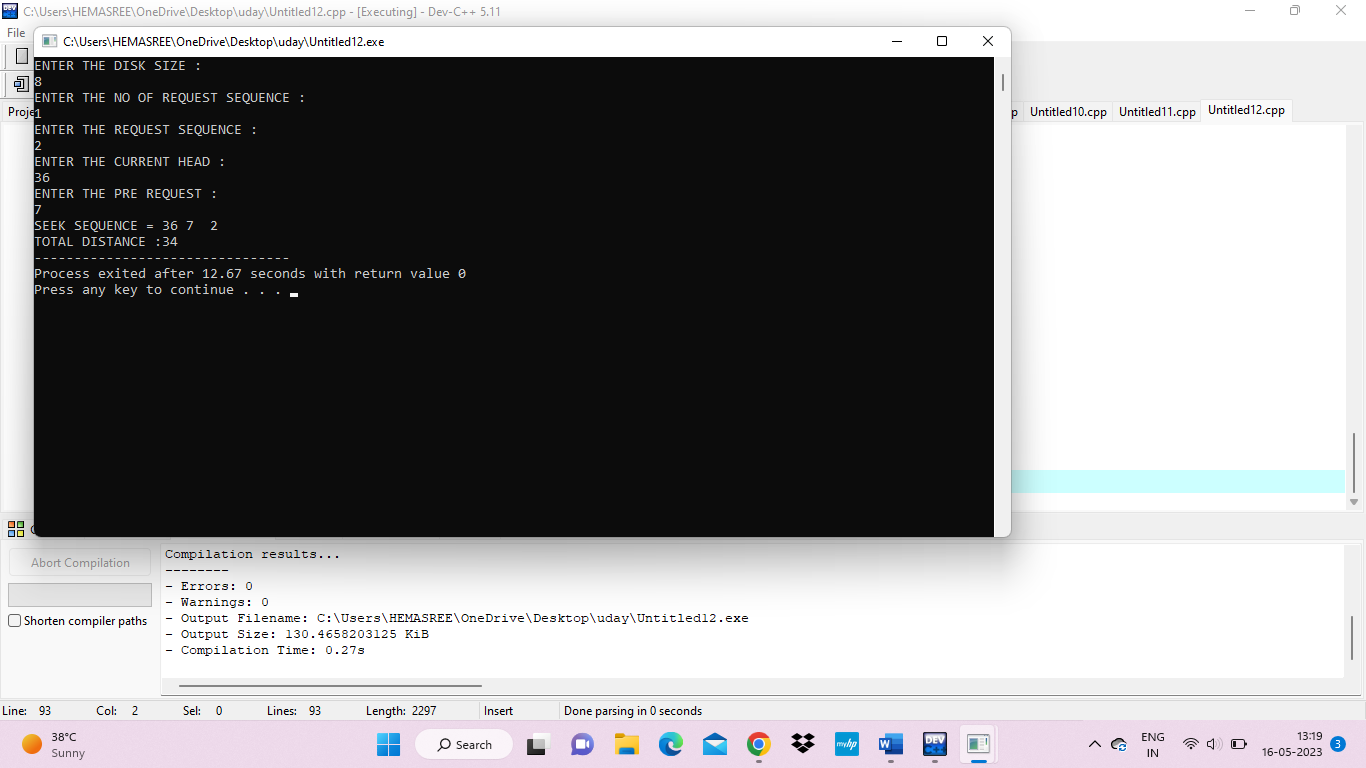 C:\Users\HEMASREE\OneDrive\Desktop\uday\Untitled12.cpp - [Executing] - Dev-C++ 5.11
File
C:\Users\HEMASREE\OneDrive\Desktop\uday\Untitled12.exe
ENTER THE DISK SIZE :
8
ENTER THE NO OF REQUEST SEQUENCE :
1
ENTER THE REQUEST SEQUENCE :
2
ENTER THE CURRENT HEAD :
36
ENTER THE PRE REQUEST :
7
SEEK SEQUENCE = 36 7  2
TOTAL DISTANCE :34
--------------------------------
Process exited after 12.67 seconds with return value 0
Press any key to continue . . .
Proje
p Untitled10.cpp Untitled11.cpp Untitled12.cpp
Abort Compilation
Shorten compiler paths
Compilation results...
--------
- Errors: 0
- Warnings: 0
- Output Filename: C:\Users\HEMASREE\OneDrive\Desktop\uday\Untitled12.exe
- Output Size: 130.4658203125 KiB
- Compilation Time: 0.27s
Line: 93 Col: 2 Sel: 0 Lines: 93 Length: 2297 Insert Done parsing in 0 seconds
38°C
Sunny
Search
myhp
W
DEV
C++
ENG
IN
13:19
16-05-2023
3